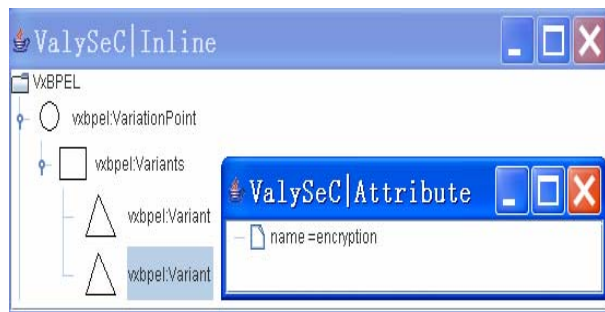 ValySeC|Inline
VxBPEL
vxbpel:VariationPoint
vxbpel:Variants
vxbpel:Variant
vxbpel:Variant
ValySeC|Attribute
name =encryption